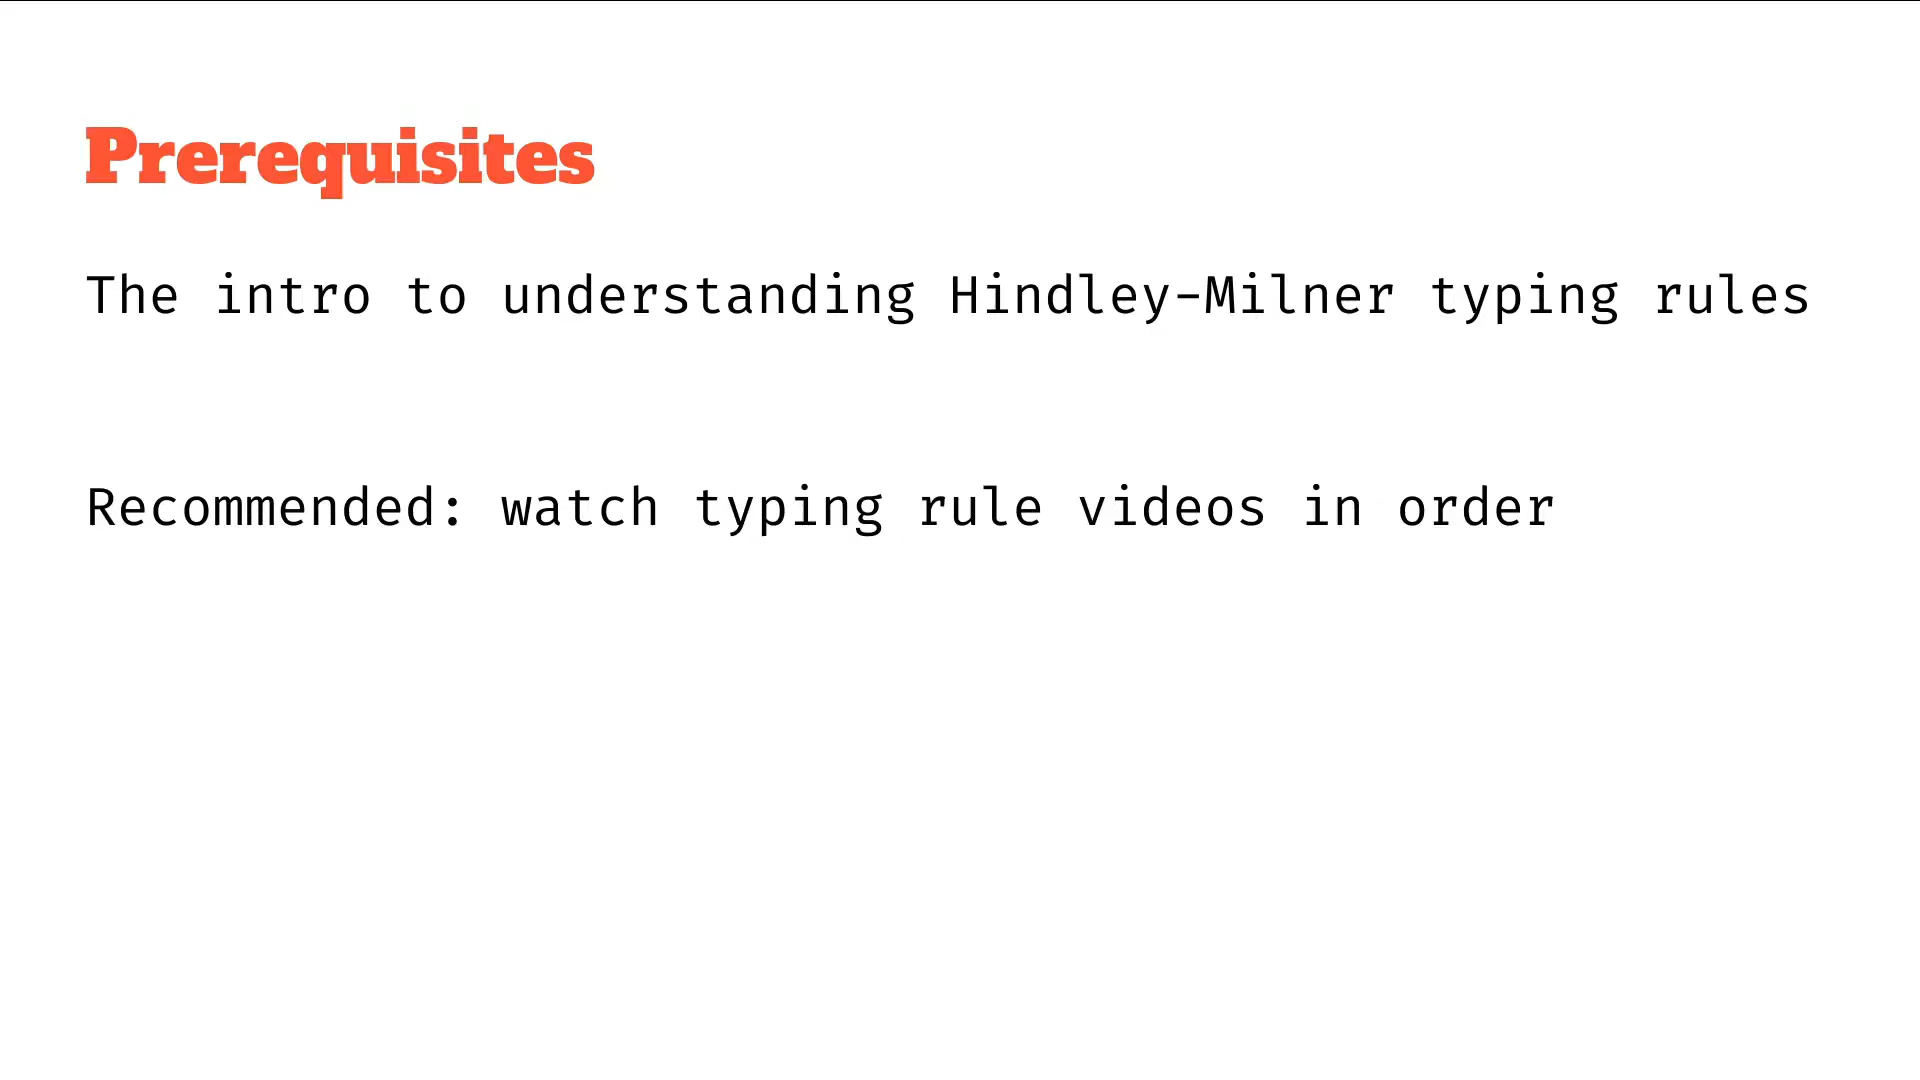 Prerequisites
The intro to understanding Hindley-Milner typing rules
Recommended: watch typing rule videos in order